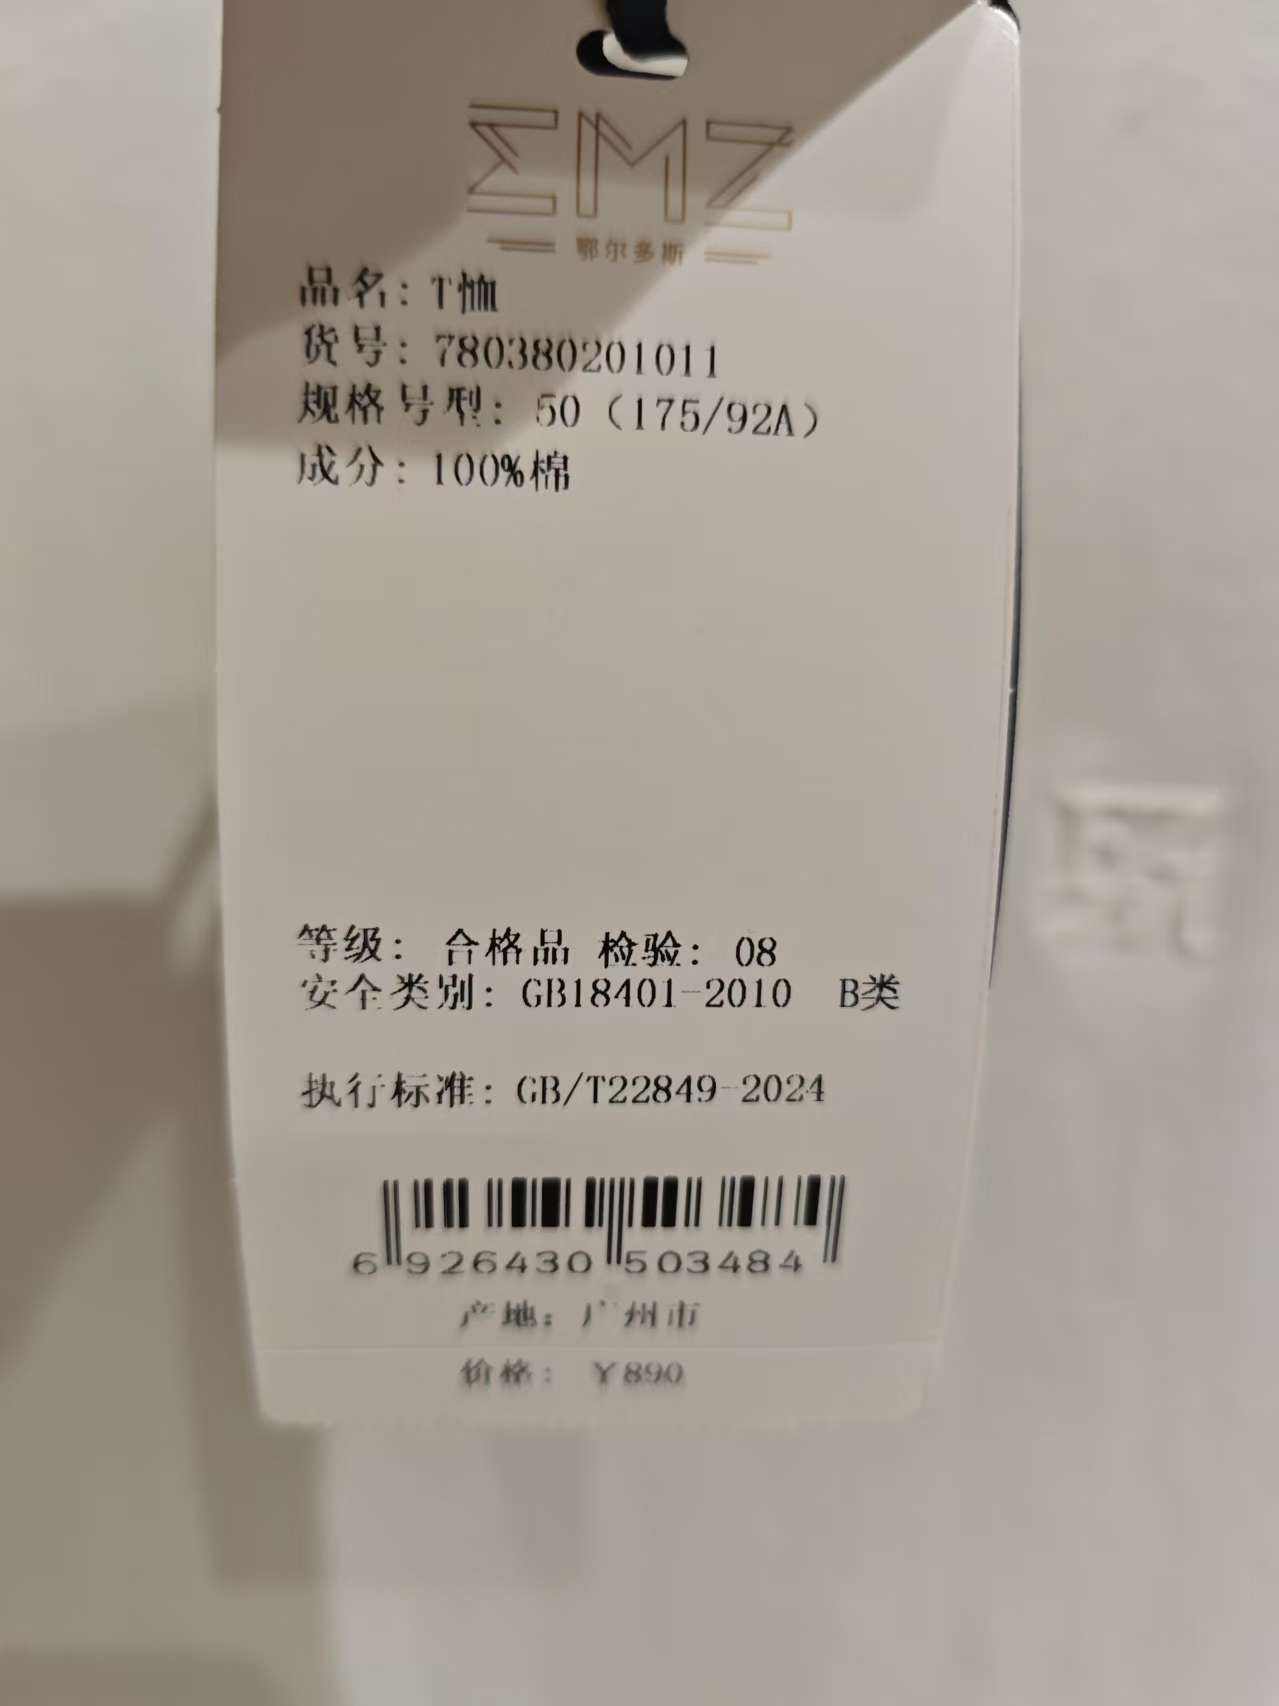 ΣMZ
鄂尔多斯
品名：T恤
货号：780380201011
规格号型：50（175/92A）
成分：100%棉
等级：合格品 检验：08
安全类别：GB18401-2010 B类
执行标准：GB/T22849-2024
6 926430 503484
产地：广州市
价格：¥890